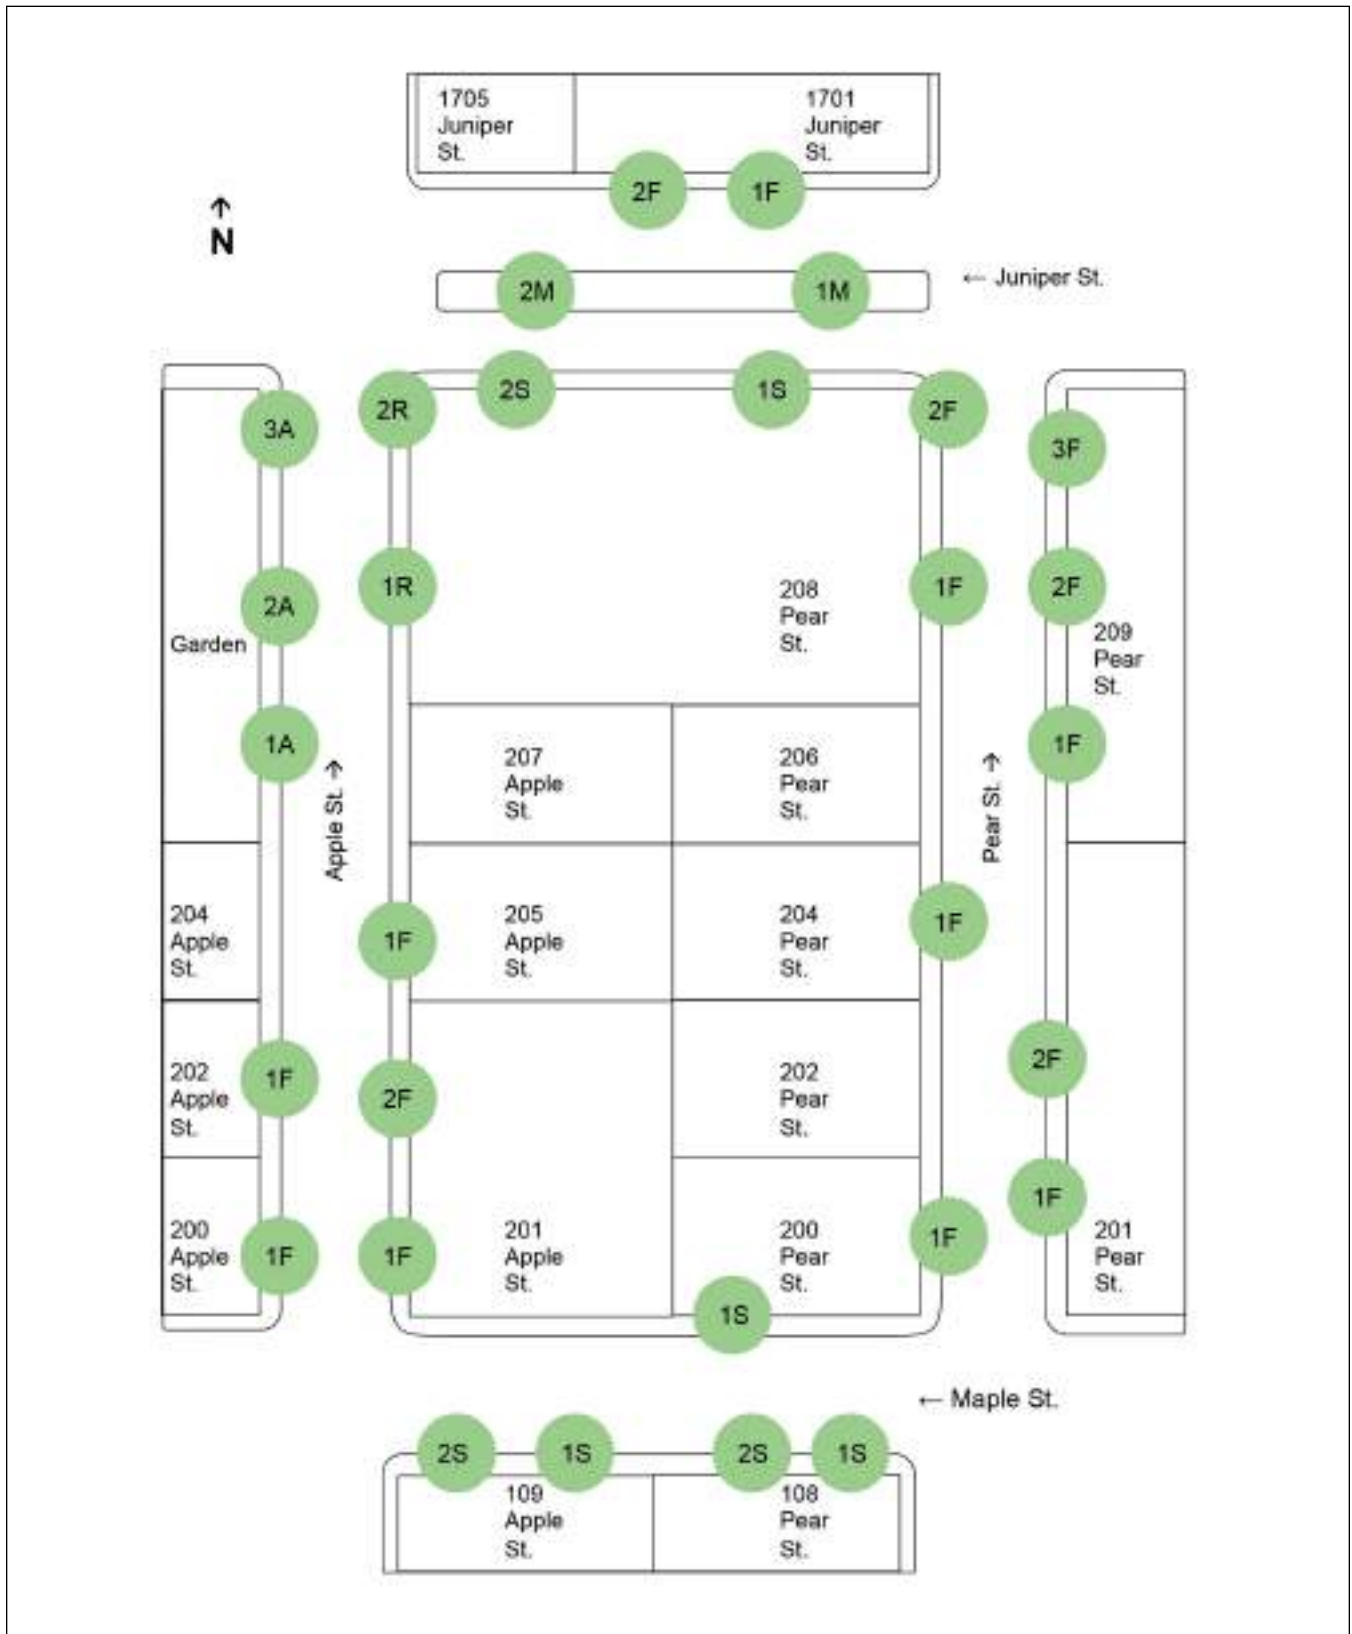 1705
Juniper
St.
1701
Juniper
St.
2F
1F
↑
N
2M
1M
← Juniper St.
2S
1S
3A
2R
2F
3F
2A
1R
1F
2F
208
Pear
St.
Garden
209
Pear
St.
1A
1F
Apple St. →
Pear St. →
207
Apple
St.
206
Pear
St.
204
Apple
St.
1F
205
Apple
St.
204
Pear
St.
1F
202
Apple
St.
1F
2F
202
Pear
St.
2F
1F
200
Apple
St.
1F
1F
201
Apple
St.
200
Pear
St.
1F
201
Pear
St.
1S
← Maple St.
2S
1S
2S
1S
109
Apple
St.
108
Pear
St.